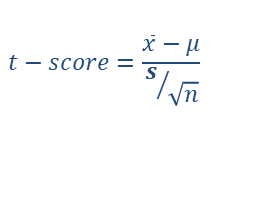 t − score = (x̄ − μ) / (s/√n)